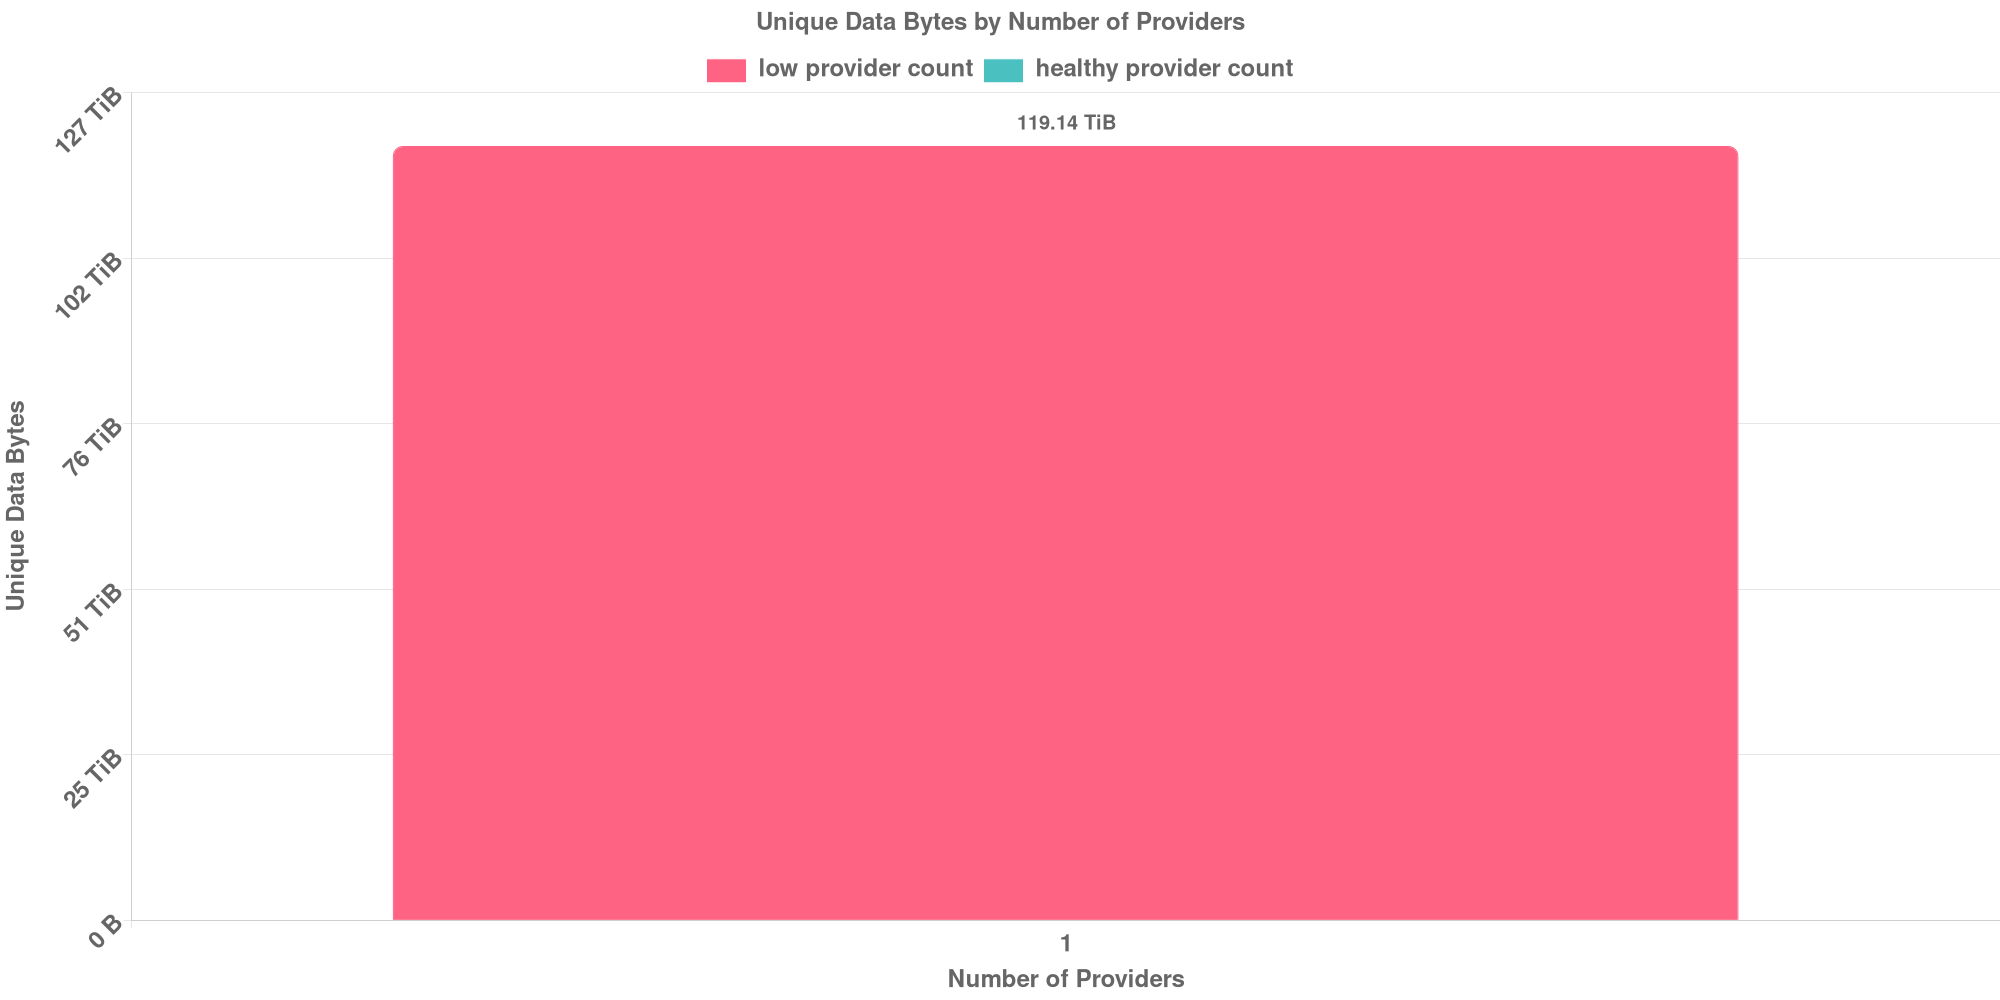 Unique Data Bytes by Number of Providers
low provider count healthy provider count
127 TiB
119.14 TiB
102 TiB
76 TiB
51 TiB
25 TiB
0 B
Unique Data Bytes
1
Number of Providers